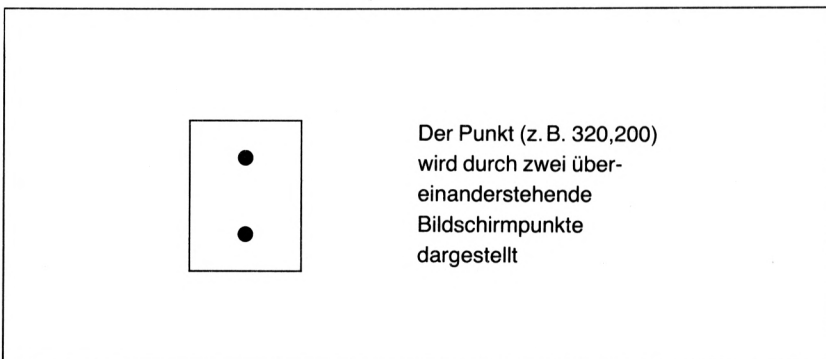 Der Punkt (z. B. 320,200)
wird durch zwei über-
einanderstehende
Bildschirmpunkte
dargestellt